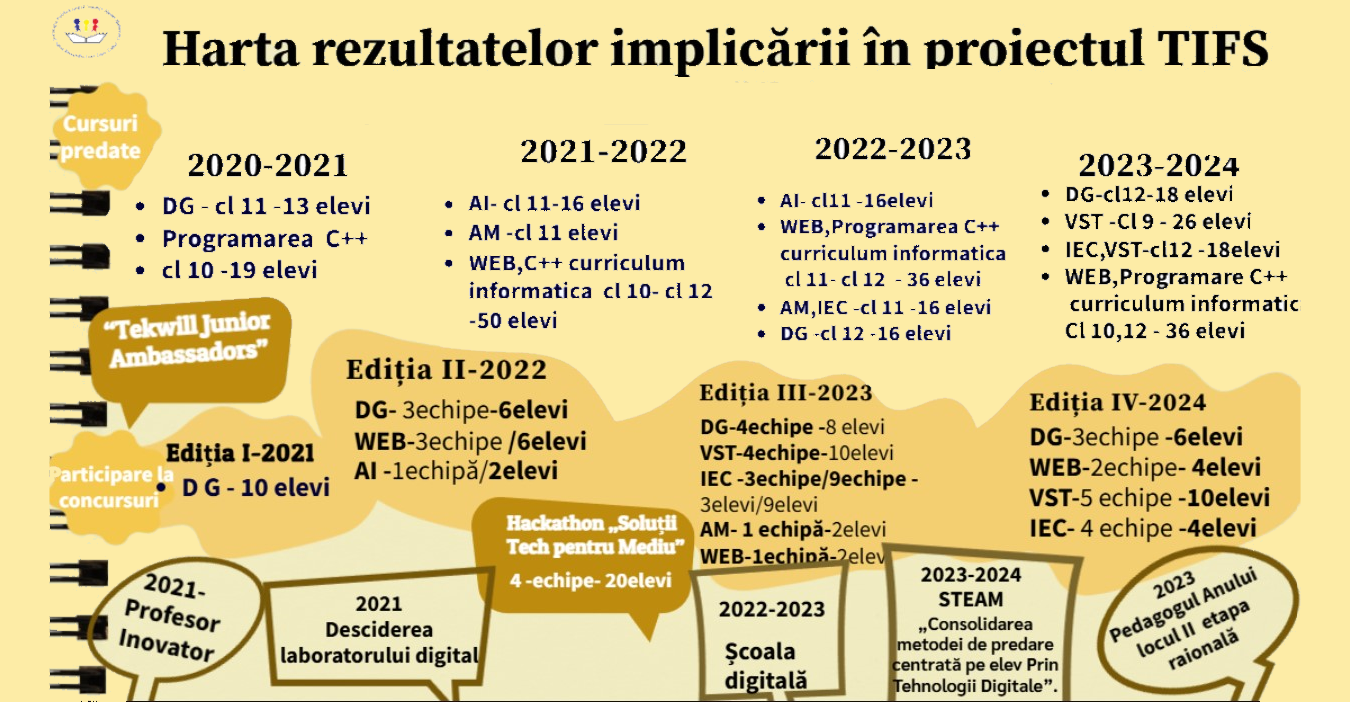 Harta rezultatelor implicării în proiectul TIFS
Cursuri
predate
2020-2021
• DG - cl 11 -13 elevi
• Programarea C++
• cl 10 -19 elevi
2021-2022
• AI- cl 11-16 elevi
• AM -cl 11 elevi
• WEB,C++ curriculum
informatica cl 10- cl 12
-50 elevi
2022-2023
• AI- cl11 -16elevi
• WEB,Programarea C++
curriculum informatica
cl 11- cl 12 - 36 elevi
• AM,IEC -cl 11 -16 elevi
• DG -cl 12 -16 elevi
2023-2024
• DG-cl12-18 elevi
• VST -Cl 9 - 26 elevi
• IEC,VST-cl12 -18elevi
• WEB,Programare C++
curriculum informatic
Cl 10,12 - 36 elevi
“Tekwill Junior
Ambassadors”
Participare la
concursuri
Ediția I-2021
• D G - 10 elevi
Ediția II-2022
DG- 3echipe-6elevi
WEB-3echipe /6elevi
AI -1echipă/2elevi
Ediția III-2023
DG-4echipe -8 elevi
VST-4echipe-10elevi
IEC -3echipe/9echipe -
3elevi/9elevi
AM- 1 echipă-2elevi
WEB-1echipă-2elev
Ediția IV-2024
DG-3echipe -6elevi
WEB-2echipe- 4elevi
VST-5 echipe -10elevi
IEC- 4 echipe -4elevi
Hackathon „Soluții
Tech pentru Mediu”
4 -echipe- 20elevi
2021-
Profesor
Inovator
2021
Desciderea
laboratorului digital
2022-2023
Școala
digitală
2023-2024
STEAM
„Consolidarea
metodei de predare
centrată pe elev Prin
Tehnologii Digitale”.
2023
Pedagogul Anului
locul II etapa
raională